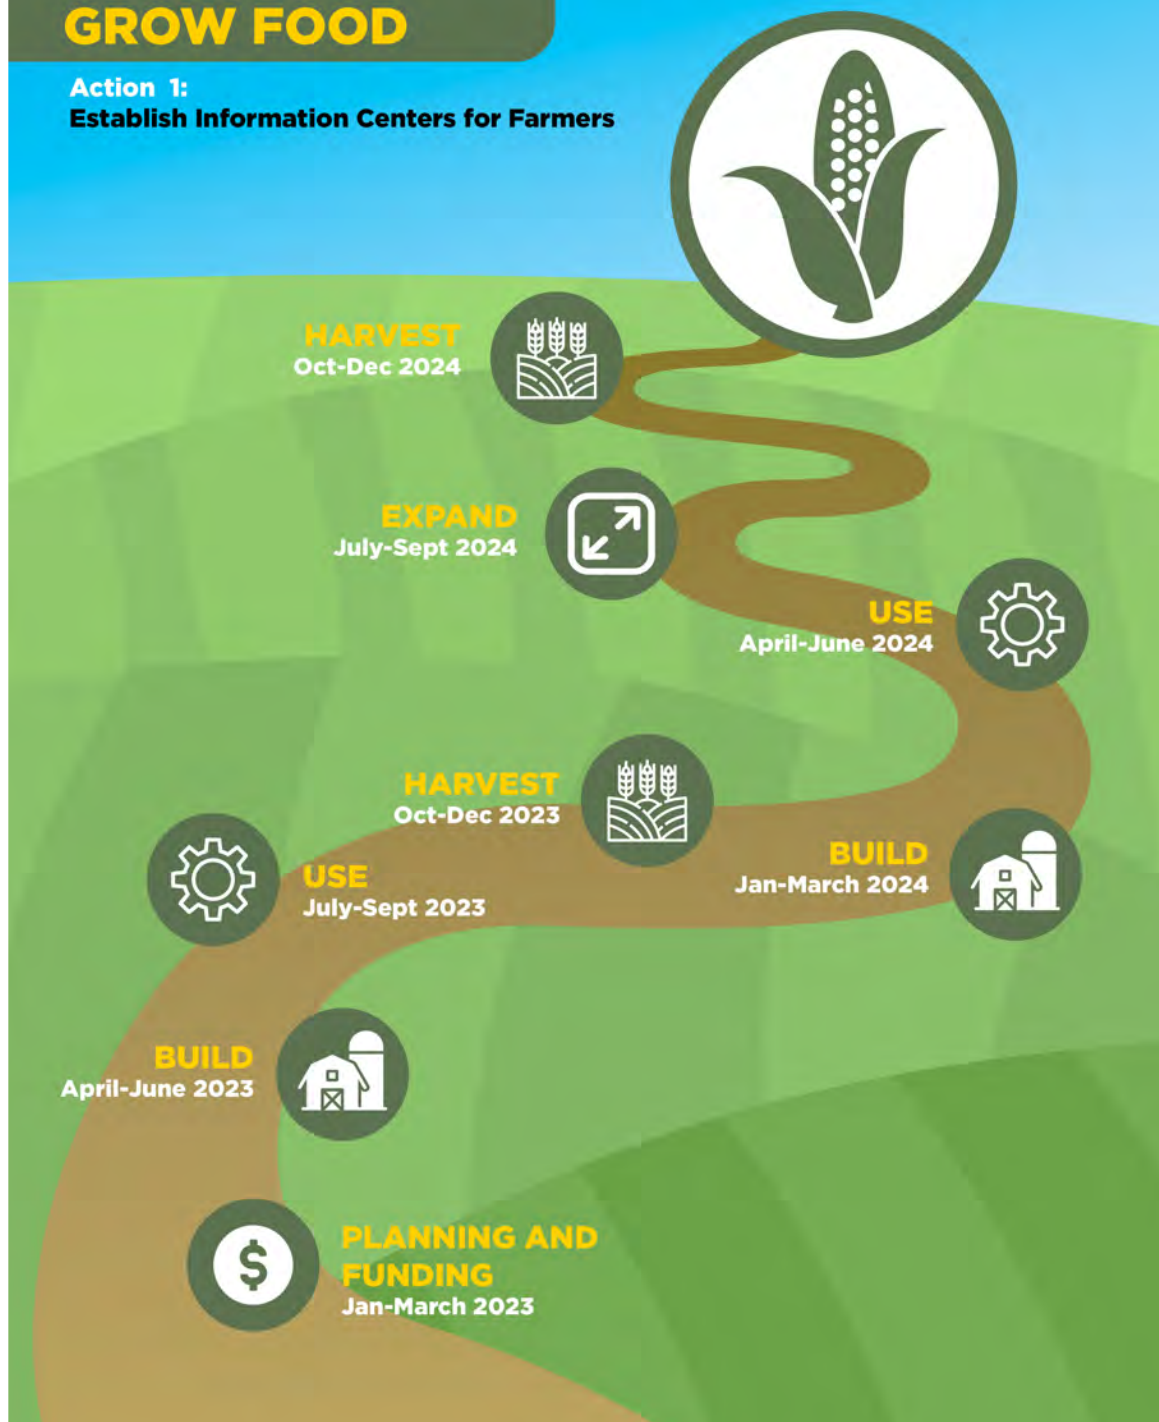 GROW FOOD
Action 1:
Establish Information Centers for Farmers
HARVEST
Oct-Dec 2024
EXPAND
July-Sept 2024
USE
April-June 2024
HARVEST
Oct-Dec 2023
BUILD
Jan-March 2024
USE
July-Sept 2023
BUILD
April-June 2023
$
PLANNING AND
FUNDING
Jan-March 2023